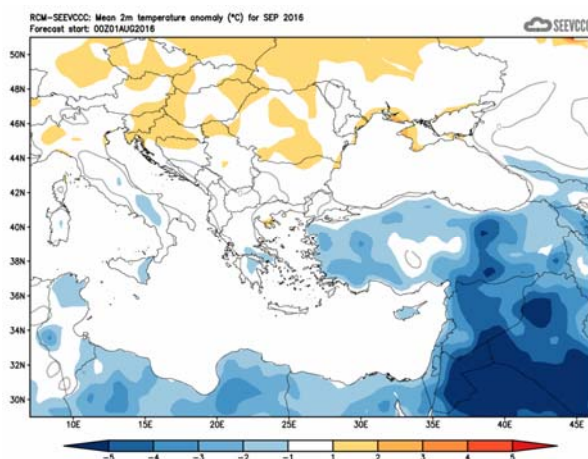 RCM-SEEVCCC: Mean 2m temperature anomaly (°C) for SEP 2016
Forecast start: 00Z01AUG2016
SEEVCCC
50N
48N
46N
44N
42N
40N
38N
36N
34N
32N
30N
10E 15E 20E 25E 30E 35E 40E 45E
-5 -4 -3 -2 -1 1 2 3 4 5